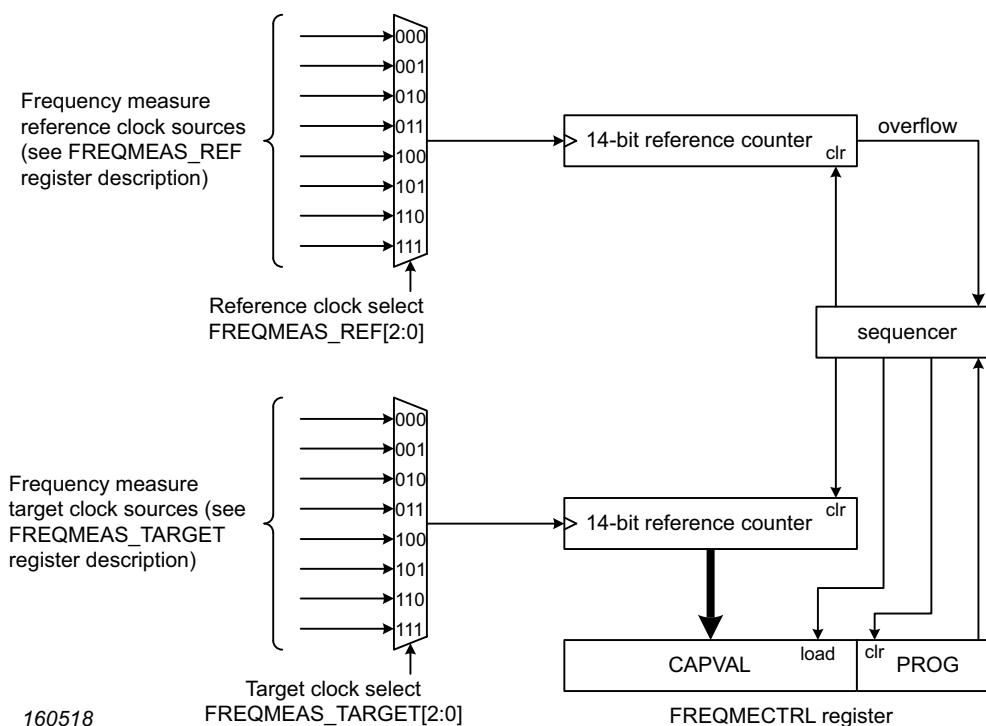 000
001
010
011
100
101
110
111
Frequency measure
reference clock sources
(see FREQMEAS_REF
register description)
Reference clock select
FREQMEAS_REF[2:0]
14-bit reference counter
clr
overflow
sequencer
000
001
010
011
100
101
110
111
Frequency measure
target clock sources (see
FREQMEAS_TARGET
register description)
Target clock select
FREQMEAS_TARGET[2:0]
clr
14-bit reference counter
load
clr
CAPVAL
PROG
FREQMECTRL register
160518